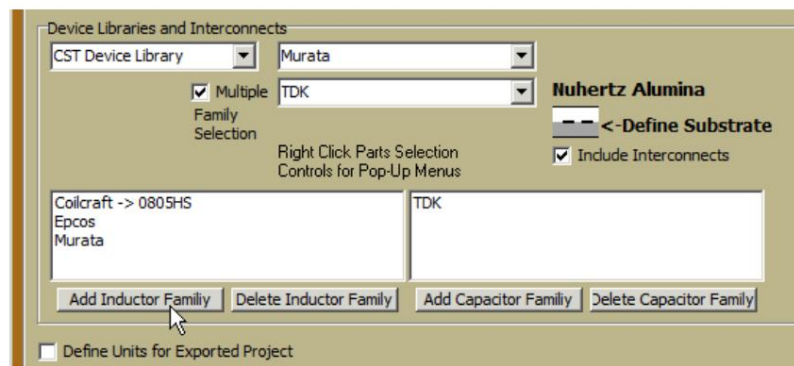 Device Libraries and Interconnects
CST Device Library
Murata
Multiple
Family
Selection
TDK
Nuhertz Alumina
<-Define Substrate
Right Click Parts Selection
Controls for Pop-Up Menus
Include Interconnects
Coilcraft -> 0805HS
Epcos
Murata
TDK
Add Inductor Familiy
Delete Inductor Family
Add Capacitor Familiy
Delete Capacitor Family
Define Units for Exported Project